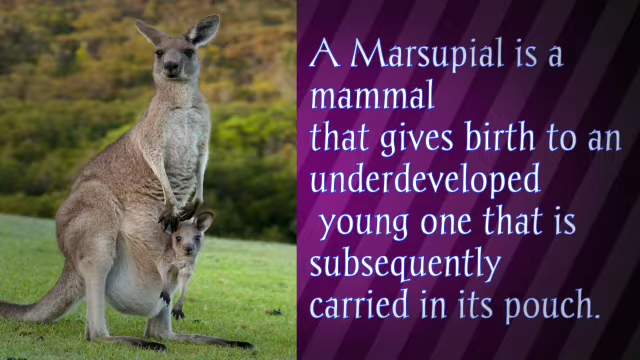 A Marsupial is a
mammal
that gives birth to an
underdeveloped
young one that is
subsequently
carried in its pouch.